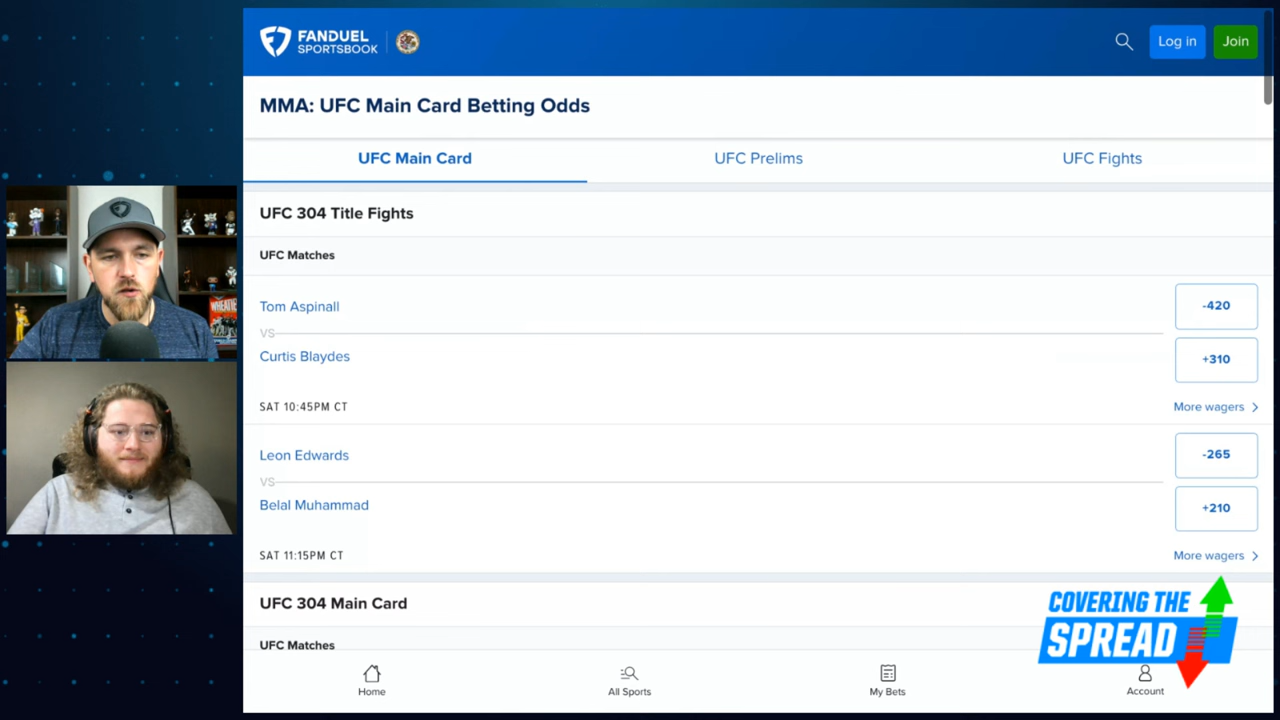 FANDUEL
SPORTSBOOK
Log in
Join
MMA: UFC Main Card Betting Odds
UFC Main Card
UFC Prelims
UFC Fights
UFC 304 Title Fights
UFC Matches
Tom Aspinall
-420
VS
Curtis Blaydes
+310
SAT 10:45PM CT
More wagers
Leon Edwards
-265
VS
Belal Muhammad
+210
SAT 11:15PM CT
More wagers
UFC 304 Main Card
UFC Matches
COVERING THE
SPREAD
Home
All Sports
My Bets
Account
WHEATIES